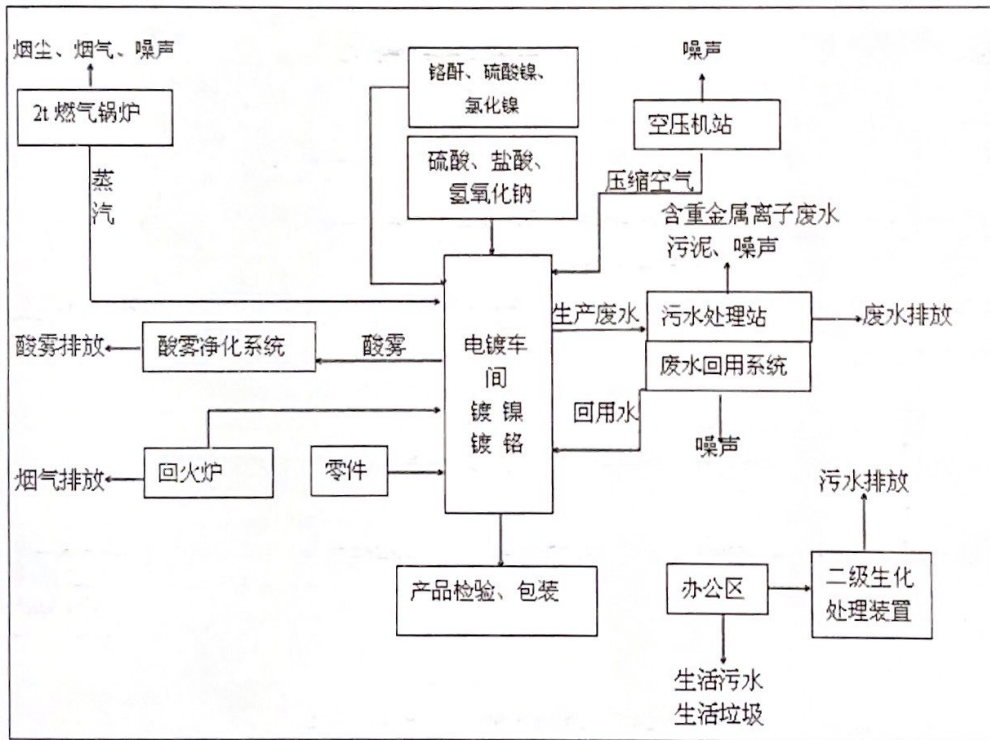 烟尘、烟气、噪声
2t 燃气锅炉
蒸
汽
铬酐、硫酸镍、
氯化镍
硫酸、盐酸、
氢氧化钠
噪声
空压机站
压缩空气
含重金属离子废水
污泥、噪声
生产废水
污水处理站
废水排放
废水回用系统
回用水
噪声
酸雾排放
酸雾净化系统
酸雾
电镀车
间
镀 镍
镀 铬
烟气排放
回火炉
零件
产品检验、包装
污水排放
办公区
二级生化
处理装置
生活污水
生活垃圾